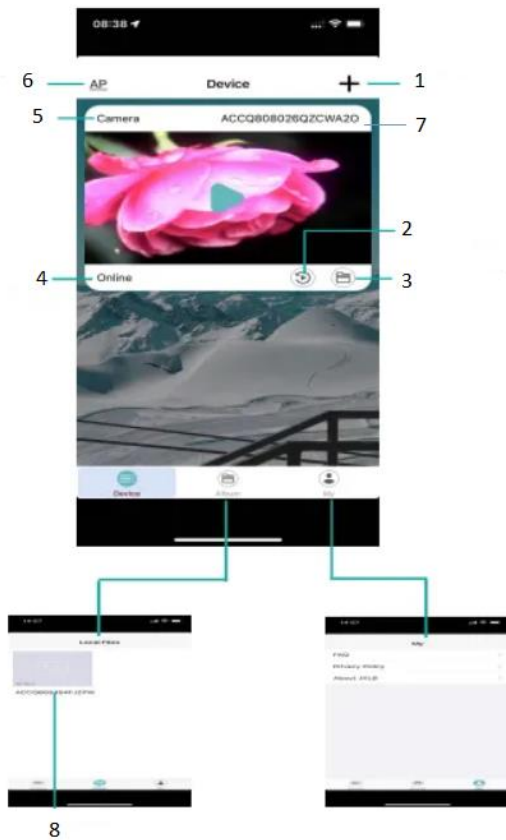 08:38
6 AP Device 1
5 Camera ACCQ808026QZCWA2O 7
2
4 Online 3
Device Album My
Local Files
My
FAQ
Privacy Policy
8